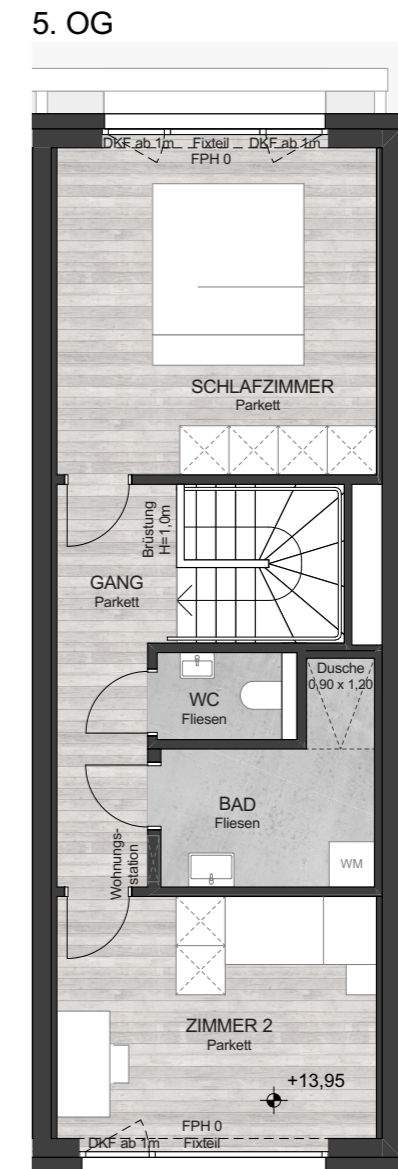 5. OG
DKF ab 1m Fixteil DKF ab 1m
FPH 0
SCHLAFZIMMER
Parkett
Brüstung
H=1,0m
GANG
Parkett
WC
Fliesen
Dusche
0,90 x 1,20
BAD
Fliesen
Wohnungs-
station
WM
ZIMMER 2
Parkett
+13,95
FPH 0
DKF ab 1m Fixteil